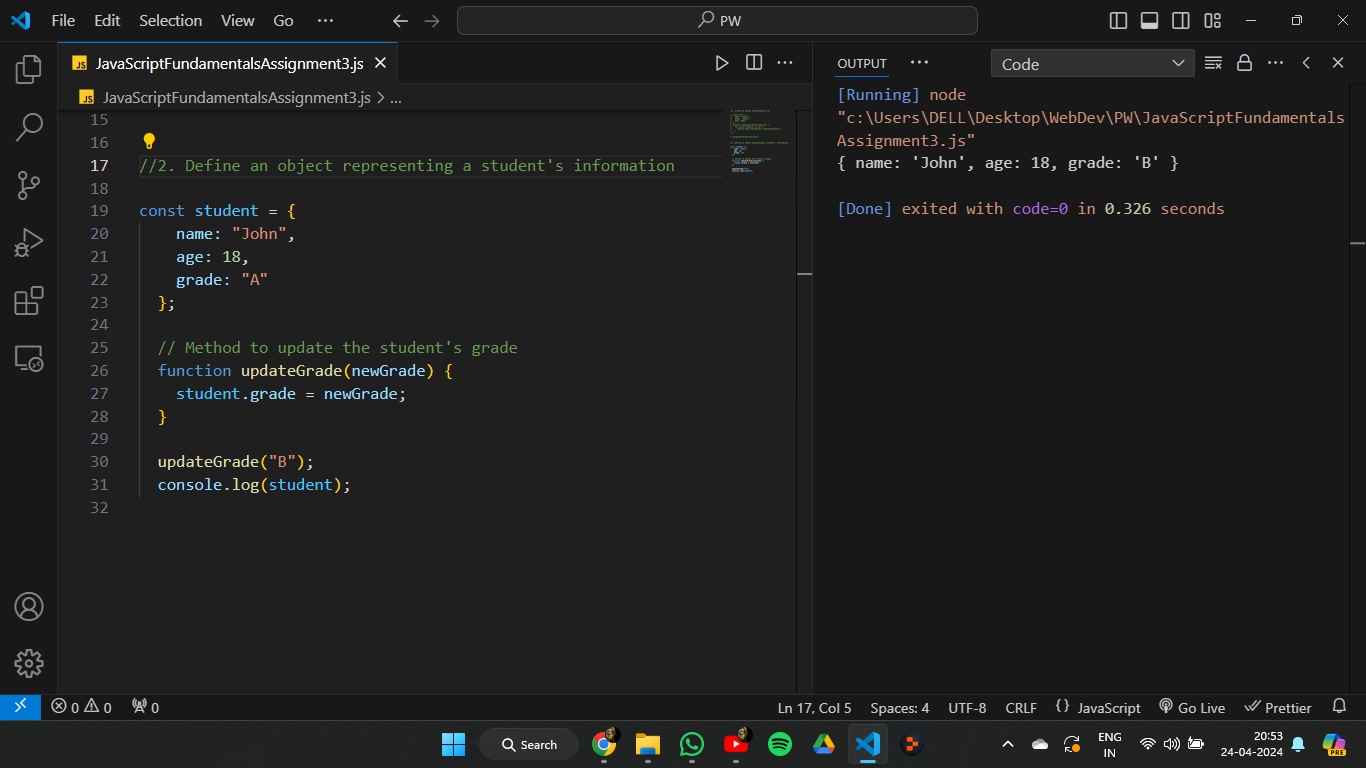 File Edit Selection View Go ···
PW
JS JavaScriptFundamentalsAssignment3.js
JS JavaScriptFundamentalsAssignment3.js > ...
15
16
17 //2. Define an object representing a student's information
18
19 const student = {
20 name: "John",
21 age: 18,
22 grade: "A"
23 };
24
25 // Method to update the student's grade
26 function updateGrade(newGrade) {
27 student.grade = newGrade;
28 }
29
30 updateGrade("B");
31 console.log(student);
32
OUTPUT ···
Code
[Running] node
"c:\Users\DELL\Desktop\WebDev\PW\JavaScriptFundamentals
Assignment3.js"
{ name: 'John', age: 18, grade: 'B' }
[Done] exited with code=0 in 0.326 seconds
0 0 0
Ln 17, Col 5 Spaces: 4 UTF-8 CRLF {} JavaScript Go Live Prettier
Search
ENG
IN
20:53
24-04-2024
PRE